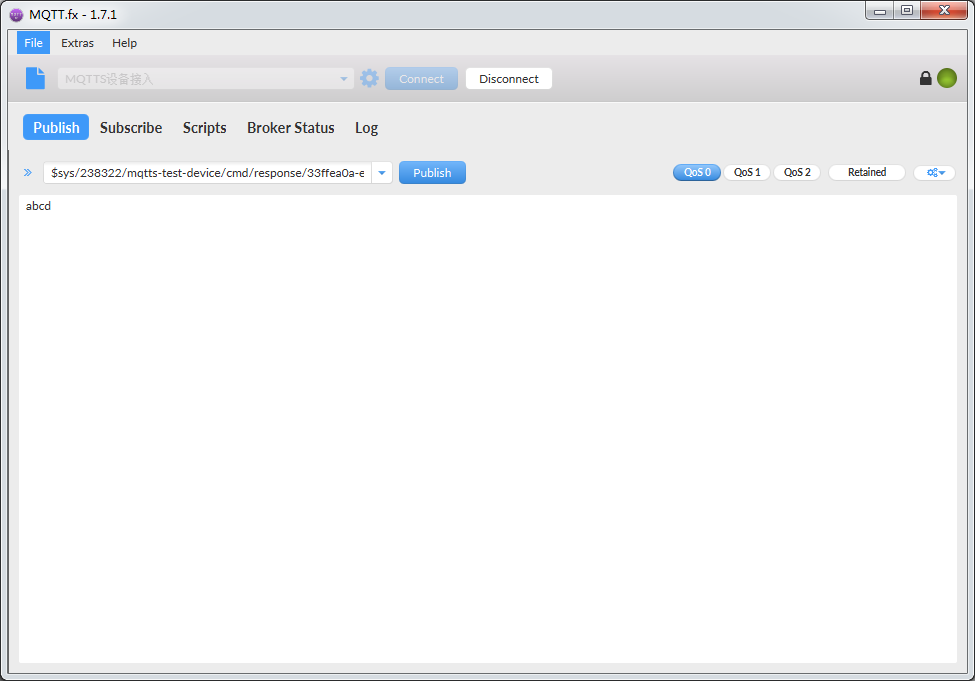 MQTT.fx - 1.7.1
File Extras Help
MQTTS设备接入 Connect Disconnect
Publish Subscribe Scripts Broker Status Log
$sys/238322/mqtts-test-device/cmd/response/33ffea0a-e Publish QoS 0 QoS 1 QoS 2 Retained
abcd